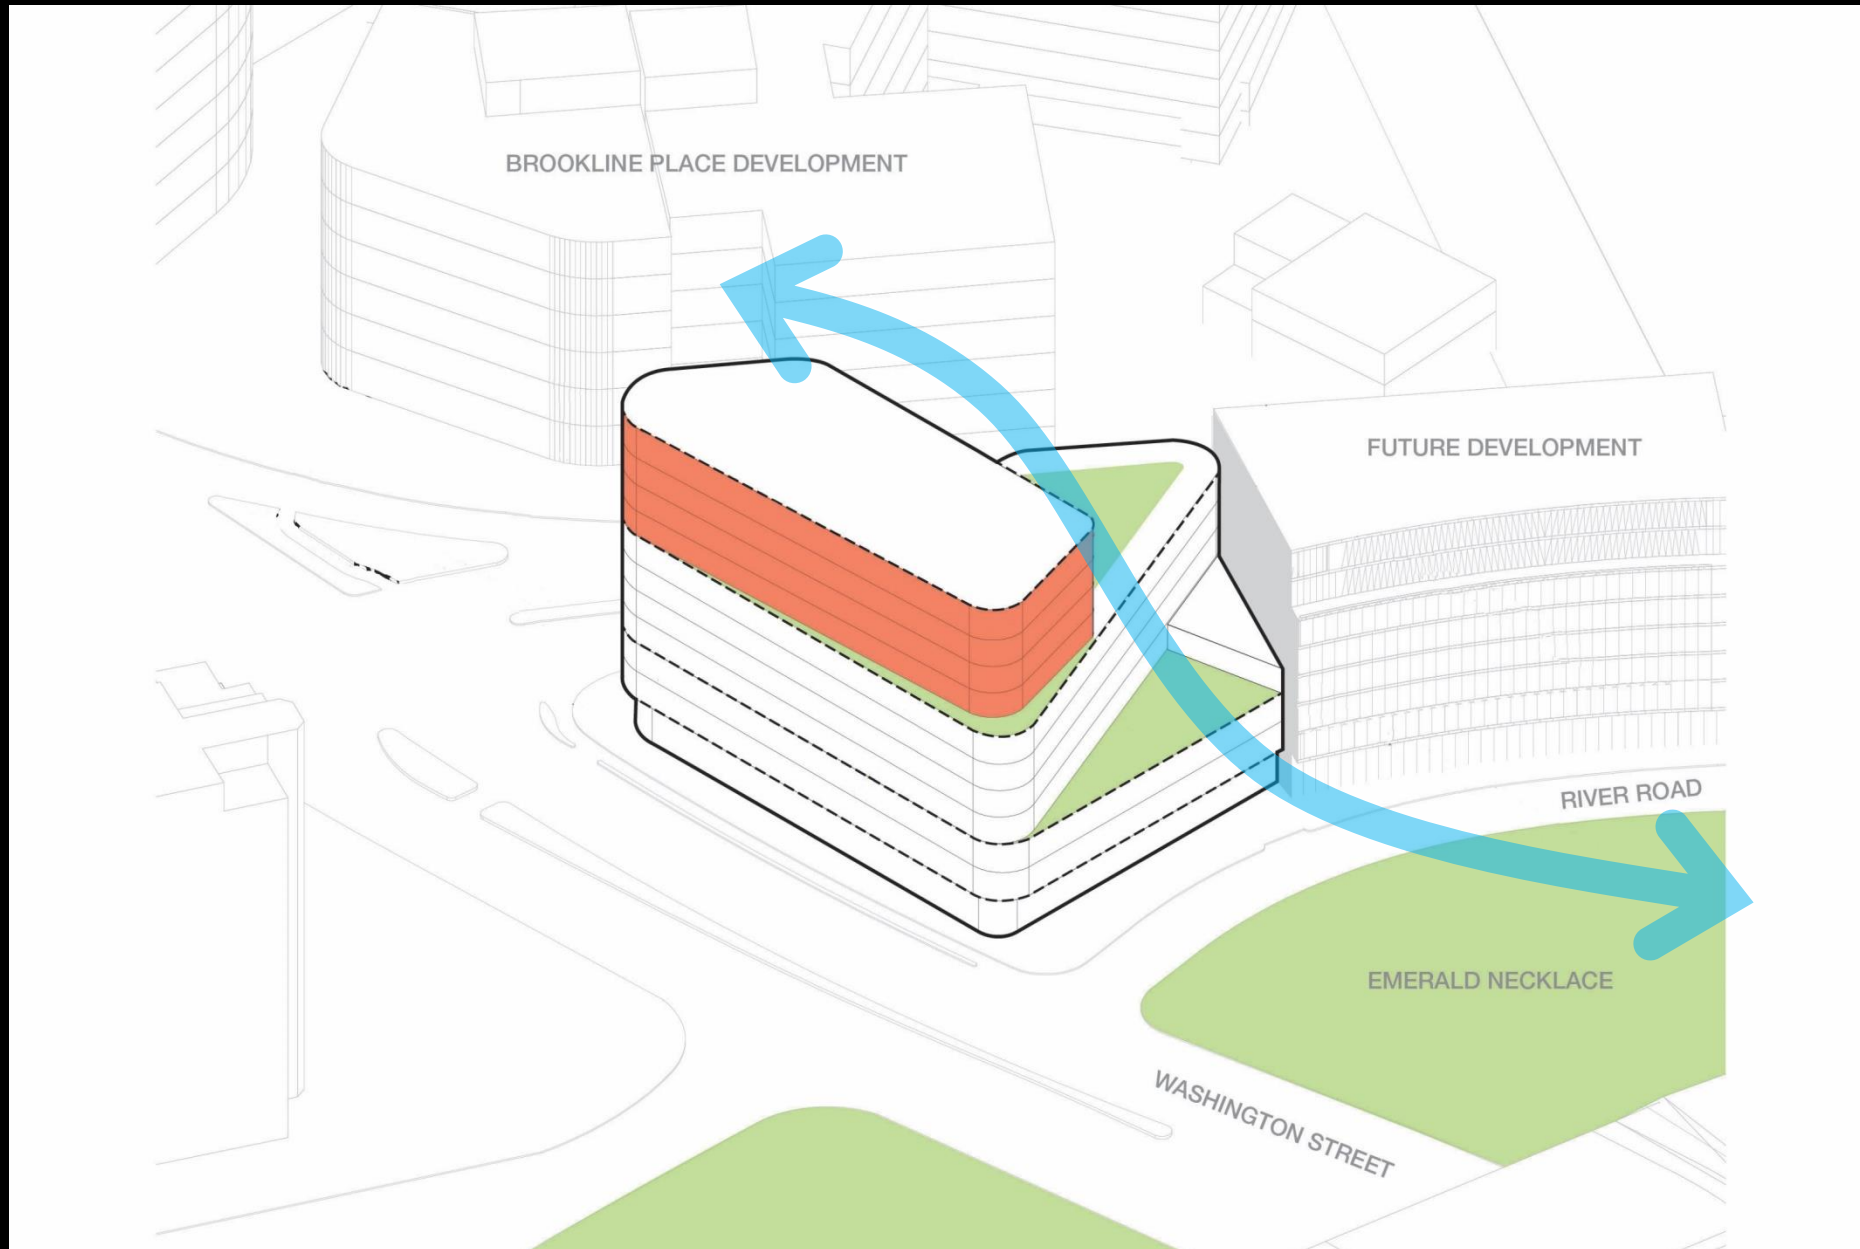 BROOKLINE PLACE DEVELOPMENT
FUTURE DEVELOPMENT
RIVER ROAD
EMERALD NECKLACE
WASHINGTON STREET